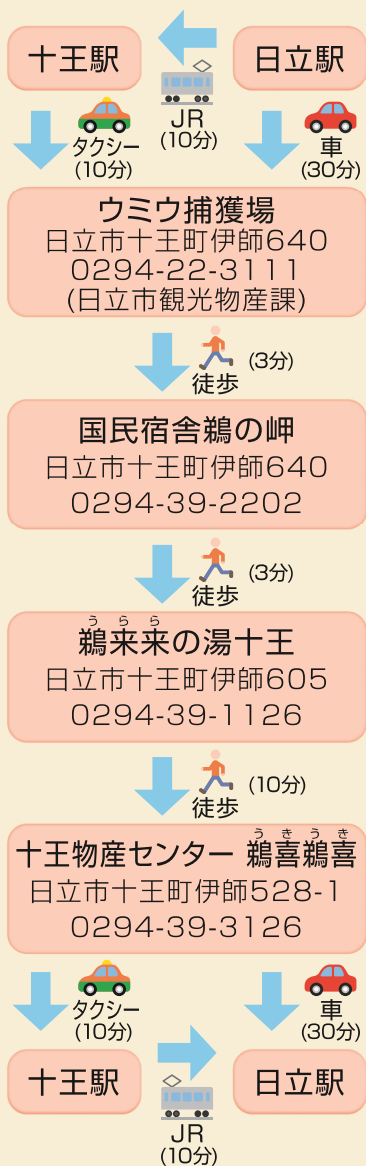 十王駅
日立駅
JR
(10分)
タクシー
(10分)
車
(30分)
ウミウ捕獲場
日立市十王町伊師640
0294-22-3111
(日立市観光物産課)
(3分)
徒歩
国民宿舎鵜の岬
日立市十王町伊師640
0294-39-2202
(3分)
徒歩
う ら ら
鵜来来の湯十王
日立市十王町伊師605
0294-39-1126
(10分)
徒歩
う き う き
十王物産センター 鵜喜鵜喜
日立市十王町伊師528-1
0294-39-3126
タクシー
(10分)
車
(30分)
十王駅
日立駅
JR
(10分)